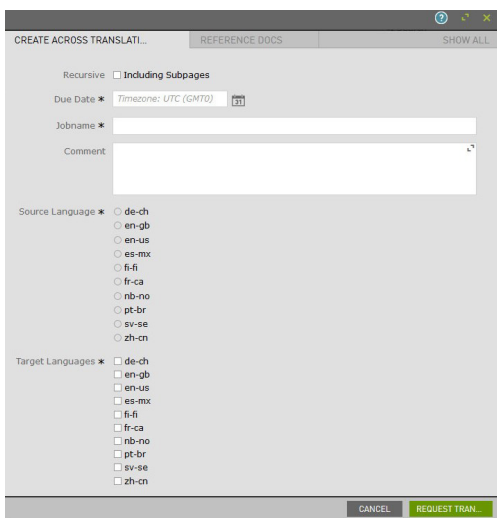 CREATE ACROSS TRANSLATI... REFERENCE DOCS SHOW ALL
Recursive Including Subpages
Due Date * Timezone: UTC (GMT0) 31
Jobname *
Comment
Source Language * de-ch
en-gb
en-us
es-mx
fi-fi
fr-ca
nb-no
pt-br
sv-se
zh-cn
Target Languages * de-ch
en-gb
en-us
es-mx
fi-fi
fr-ca
nb-no
pt-br
sv-se
zh-cn
CANCEL REQUEST TRAN...